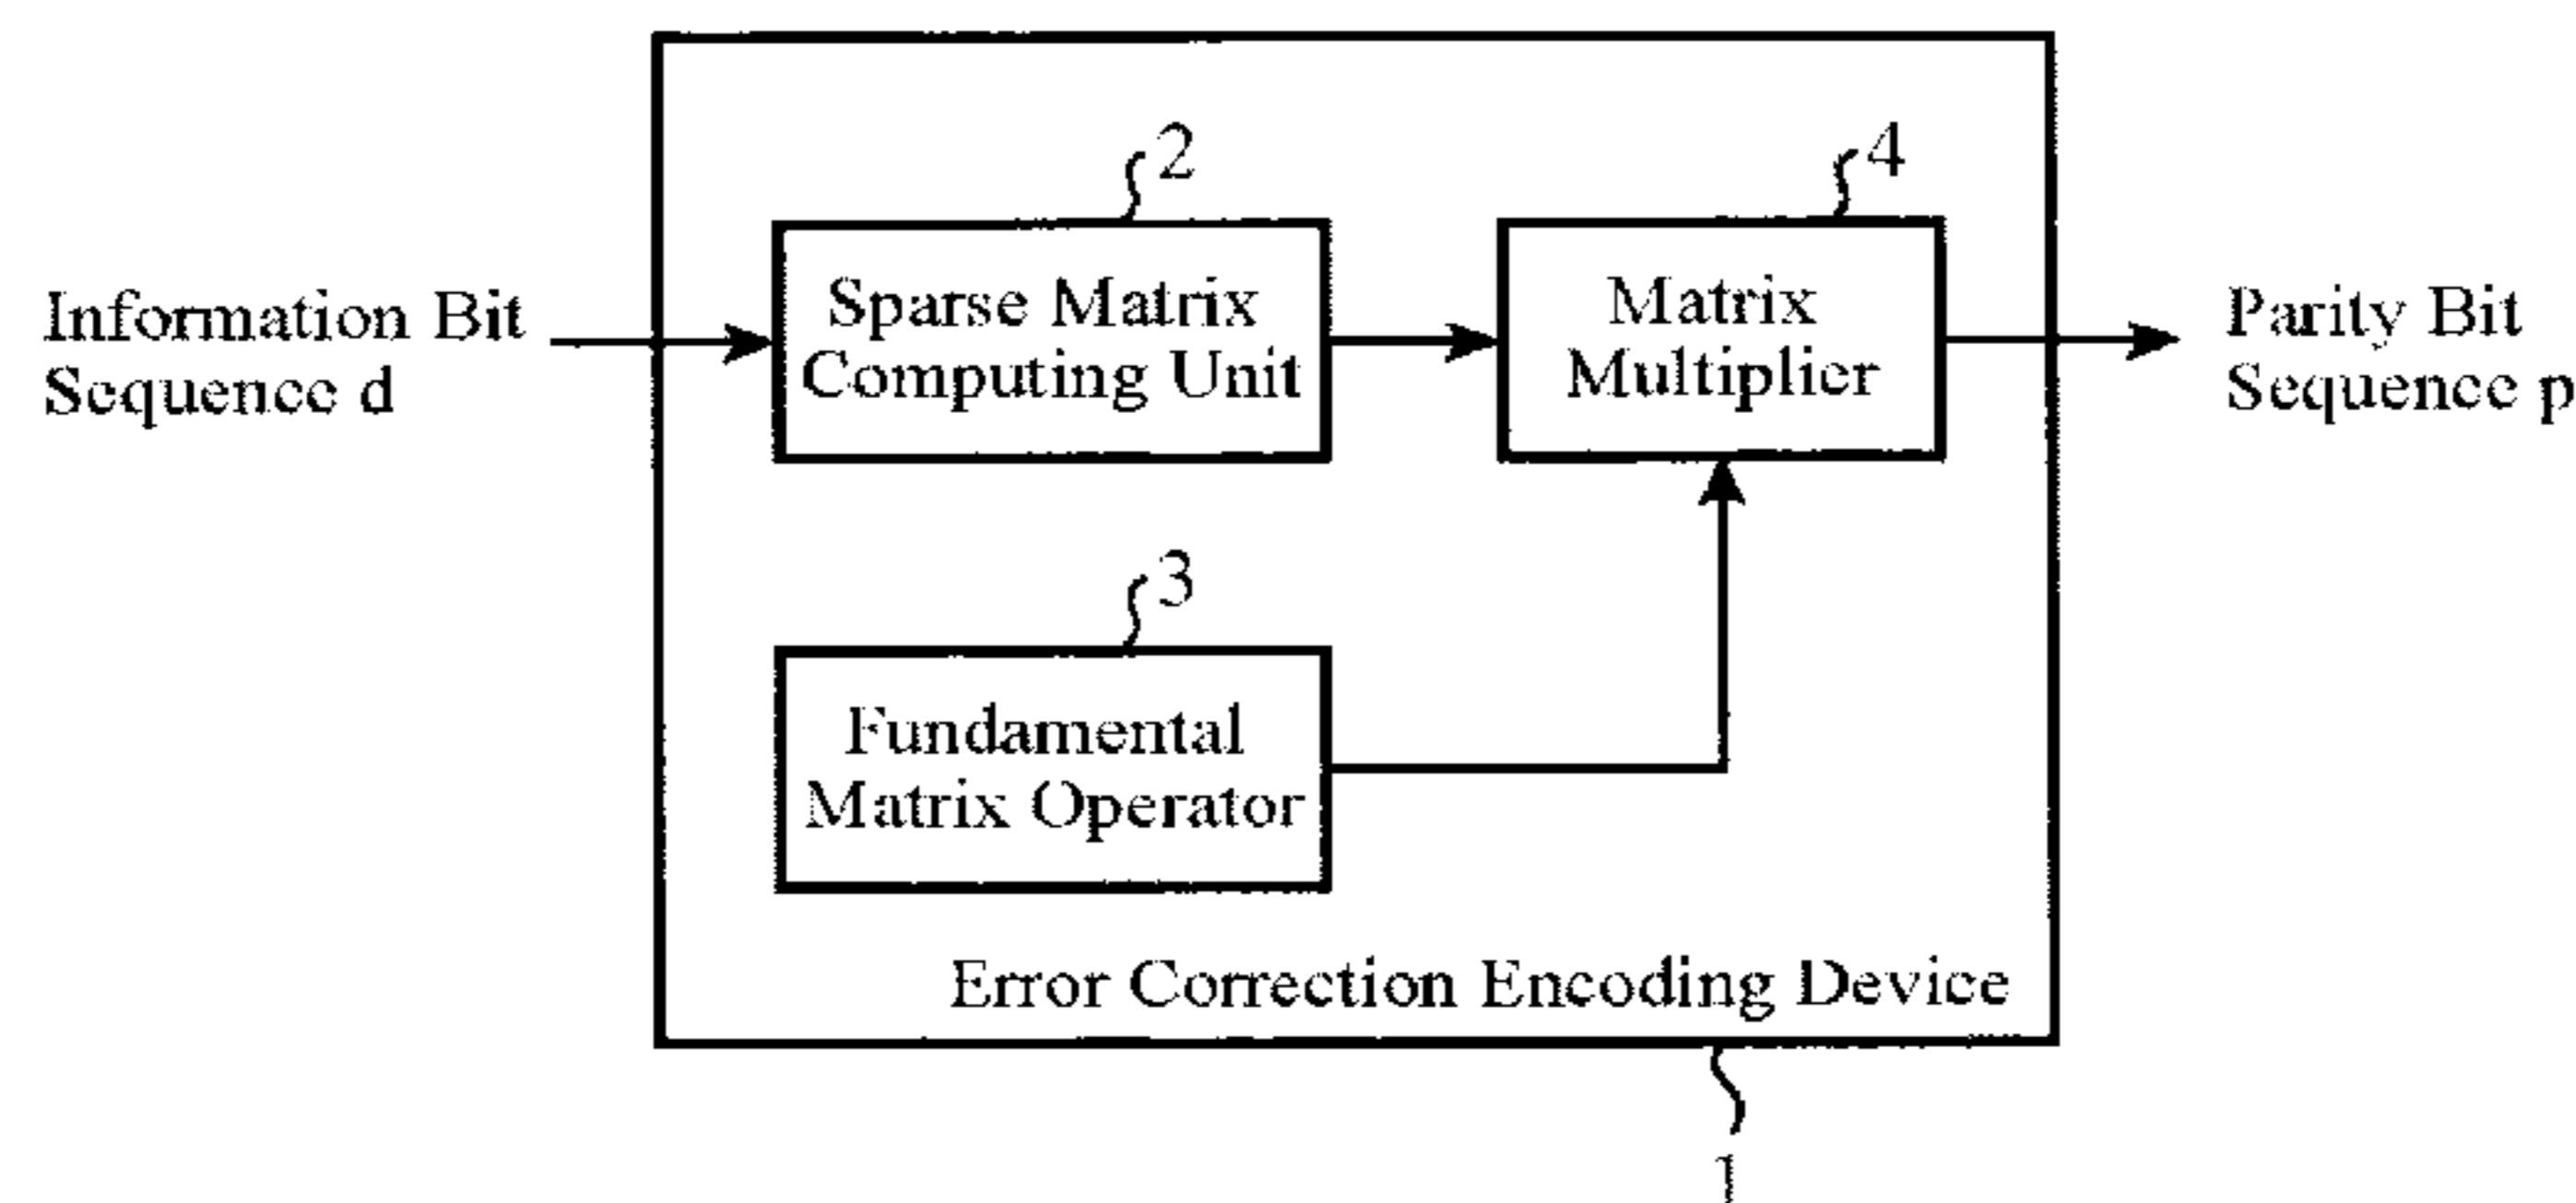 2
4
Information Bit
Sequence d
Sparse Matrix
Computing Unit
Matrix
Multiplier
Parity Bit
Sequence p
3
Fundamental
Matrix Operator
Error Correction Encoding Device
1